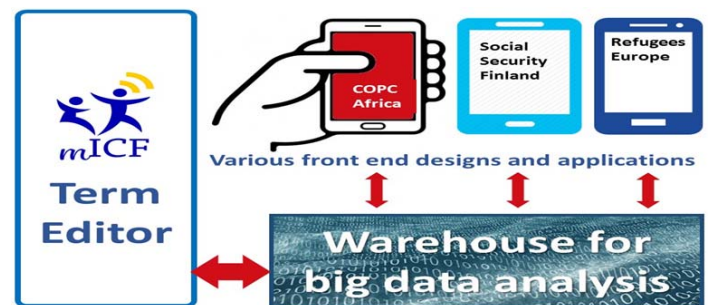 mICF
Term
Editor
COPC
Africa
Social
Security
Finland
Refugees
Europe
Various front end designs and applications
Warehouse for
big data analysis